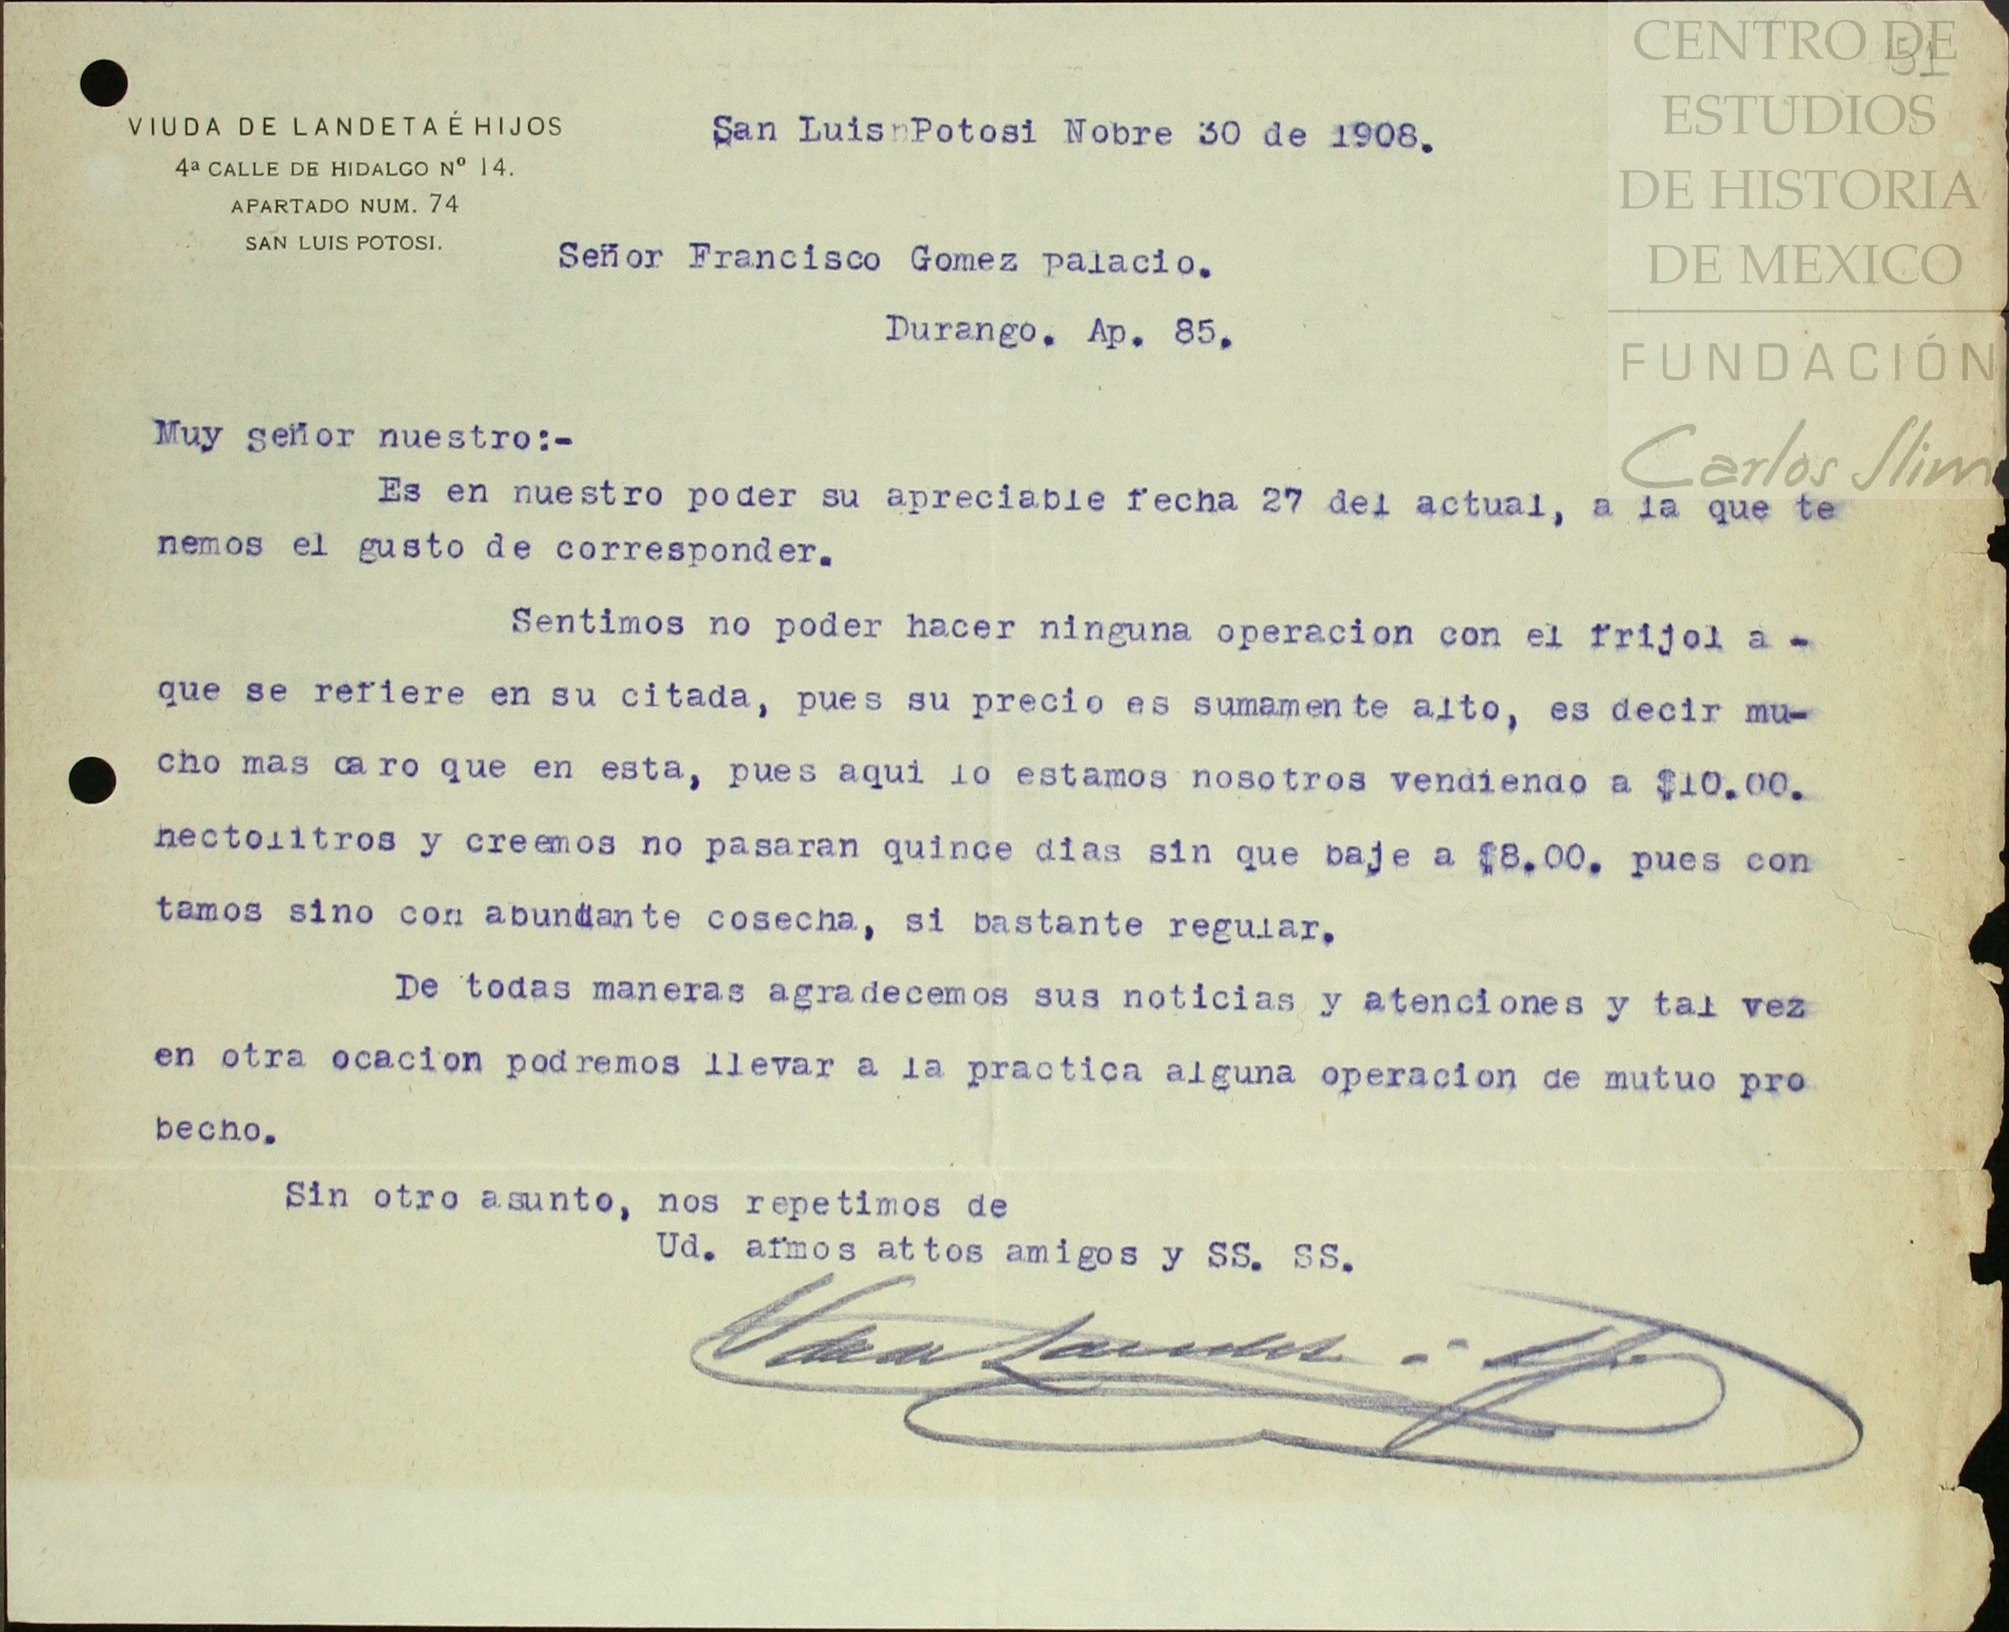 CENTRO DE
ESTUDIOS
DE HISTORIA
DE MEXICO
FUNDACIÓN
Carlos Slim
51
VIUDA DE LANDETA É HIJOS
4ª CALLE DE HIDALGO Nº 14.
APARTADO NUM. 74
SAN LUIS POTOSI.
San Luis Potosi Nobre 30 de 1908.
Señor Francisco Gomez palacio.
Durango. Ap. 85.
Muy señor nuestro:-
Es en nuestro poder su apreciable fecha 27 del actual, a la que te
nemos el gusto de corresponder.
Sentimos no poder hacer ninguna operacion con el frijol a -
que se refiere en su citada, pues su precio es sumamente alto, es decir mu-
cho mas caro que en esta, pues aqui lo estamos nosotros vendiendo a $10.00.
hectolitros y creemos no pasaran quince dias sin que baje a $8.00. pues con
tamos sino con abundante cosecha, si bastante regular.
De todas maneras agradecemos sus noticias y atenciones y tal vez
en otra ocacion podremos llevar a la practica alguna operacion de mutuo pro
becho.
Sin otro asunto, nos repetimos de
Ud. afmos attos amigos y SS. SS.